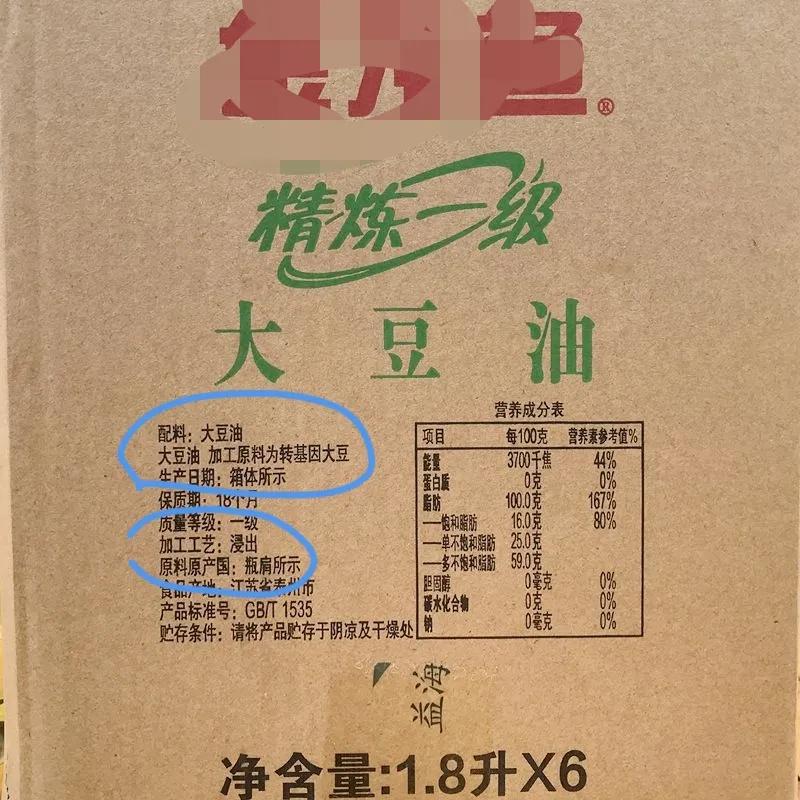 ®
精炼一级
大豆油
配料：大豆油
大豆油 加工原料为转基因大豆
生产日期：箱体所示
保质期：18个月
质量等级：一级
加工工艺：浸出
原料原产国：瓶肩所示
食品产地：江苏省泰州市
产品标准号：GB/T 1535
贮存条件：请将产品贮存于阴凉及干燥处
营养成分表
项目 每100克 营养素参考值%
能量 3700千焦 44%
蛋白质 0克 0%
脂肪 100.0克 167%
——饱和脂肪 16.0克 80%
——单不饱和脂肪 25.0克
——多不饱和脂肪 59.0克
胆固醇 0毫克 0%
碳水化合物 0克 0%
钠 0毫克 0%
益海
净含量:1.8升X6